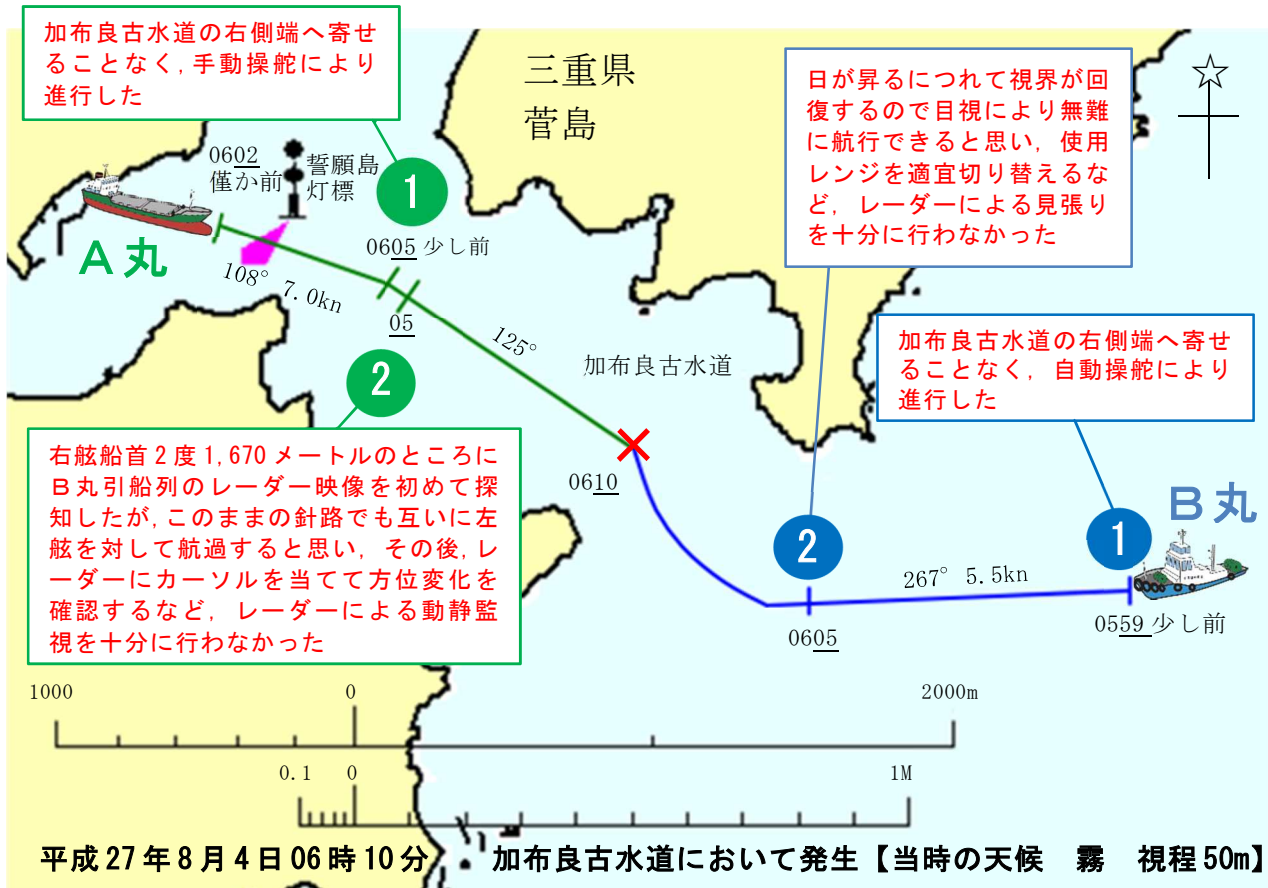 加布良古水道の右側端へ寄せ
ることなく,手動操舵により
進行した
三重県
菅島
日が昇るにつれて視界が回
復するので目視により無難
に航行できると思い,使用
レンジを適宜切り替えるな
ど,レーダーによる見張り
を十分に行わなかった
0602
僅か前
誓願島
灯標
1
A丸
0605 少し前
108° 7.0kn
05
125°
加布良古水道
2
加布良古水道の右側端へ寄せ
ることなく,自動操舵により
進行した
右舷船首2度1,670メートルのところに
B丸引船列のレーダー映像を初めて探
知したが,このままの針路でも互いに左
舷を対して航過すると思い,その後,レ
ーダーにカーソルを当てて方位変化を
確認するなど,レーダーによる動静監
視を十分に行わなかった
0610
2
1
B丸
267° 5.5kn
0605
0559 少し前
1000 0 2000m
0.1 0 1M
平成27年8月4日06時10分 加布良古水道において発生【当時の天候 霧 視程50m】